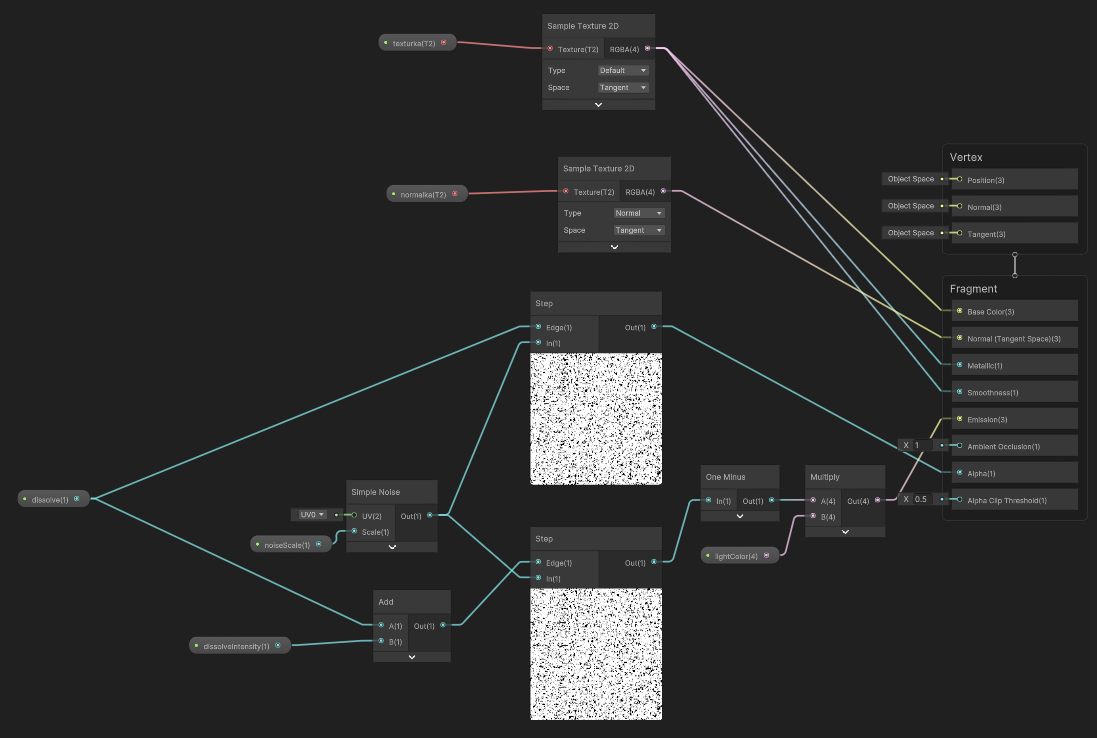 Sample Texture 2D
texturka(T2)
Texture(T2) RGBA(4)
Type Default
Space Tangent
Sample Texture 2D
normalka(T2)
Texture(T2) RGBA(4)
Type Normal
Space Tangent
Vertex
Object Space Position(3)
Object Space Normal(3)
Object Space Tangent(3)
Fragment
Base Color(3)
Normal (Tangent Space)(3)
Metallic(1)
Smoothness(1)
Emission(3)
X 1 Ambient Occlusion(1)
Alpha(1)
X 0.5 Alpha Clip Threshold(1)
Step
Edge(1) Out(1)
In(1)
dissolve(1)
Simple Noise
UV0 UV(2) Out(1)
noiseScale(1) Scale(1)
Add
A(1) Out(1)
dissolveIntensity(1) B(1)
Step
Edge(1) Out(1)
In(1)
One Minus
In(1) Out(1)
Multiply
A(4) Out(4)
lightColor(4) B(4)